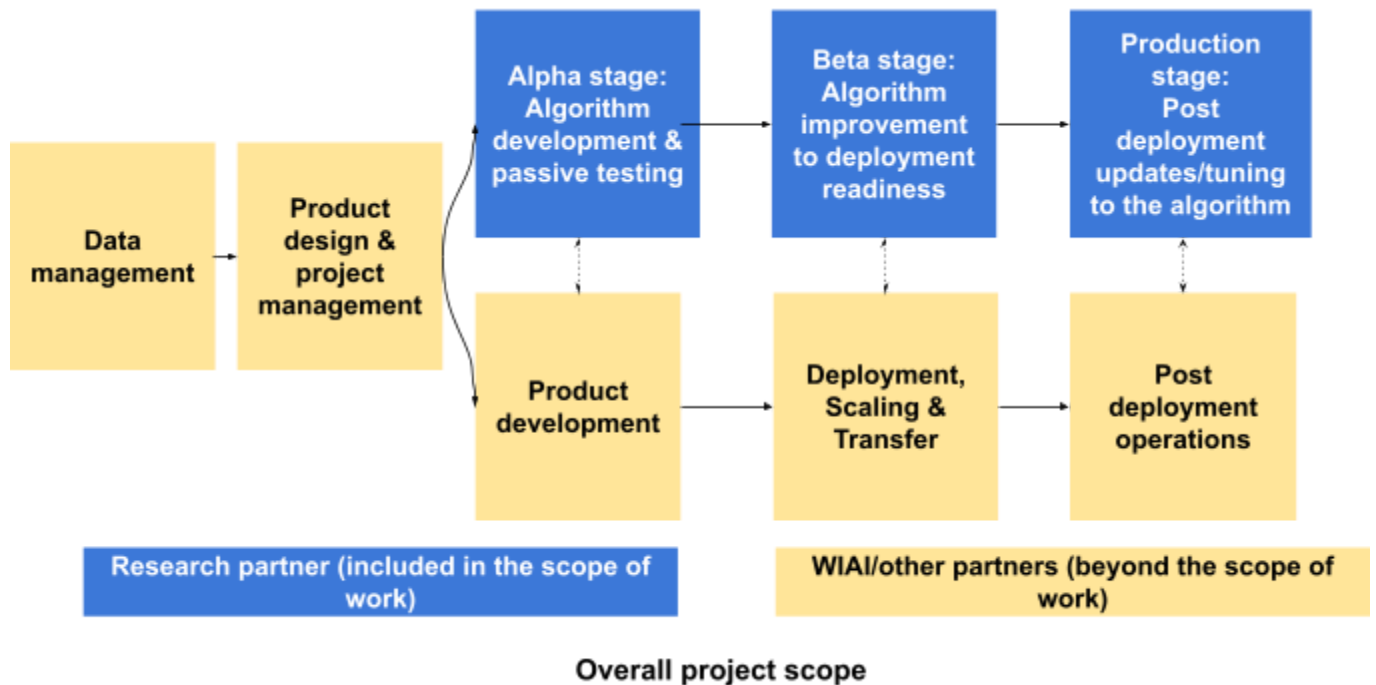 Data
management
Product
design &
project
management
Alpha stage:
Algorithm
development &
passive testing
Beta stage:
Algorithm
improvement
to deployment
readiness
Production
stage:
Post
deployment
updates/tuning
to the algorithm
Product
development
Deployment,
Scaling &
Transfer
Post
deployment
operations
Research partner (included in the scope of
work)
WIAI/other partners (beyond the scope of
work)
Overall project scope